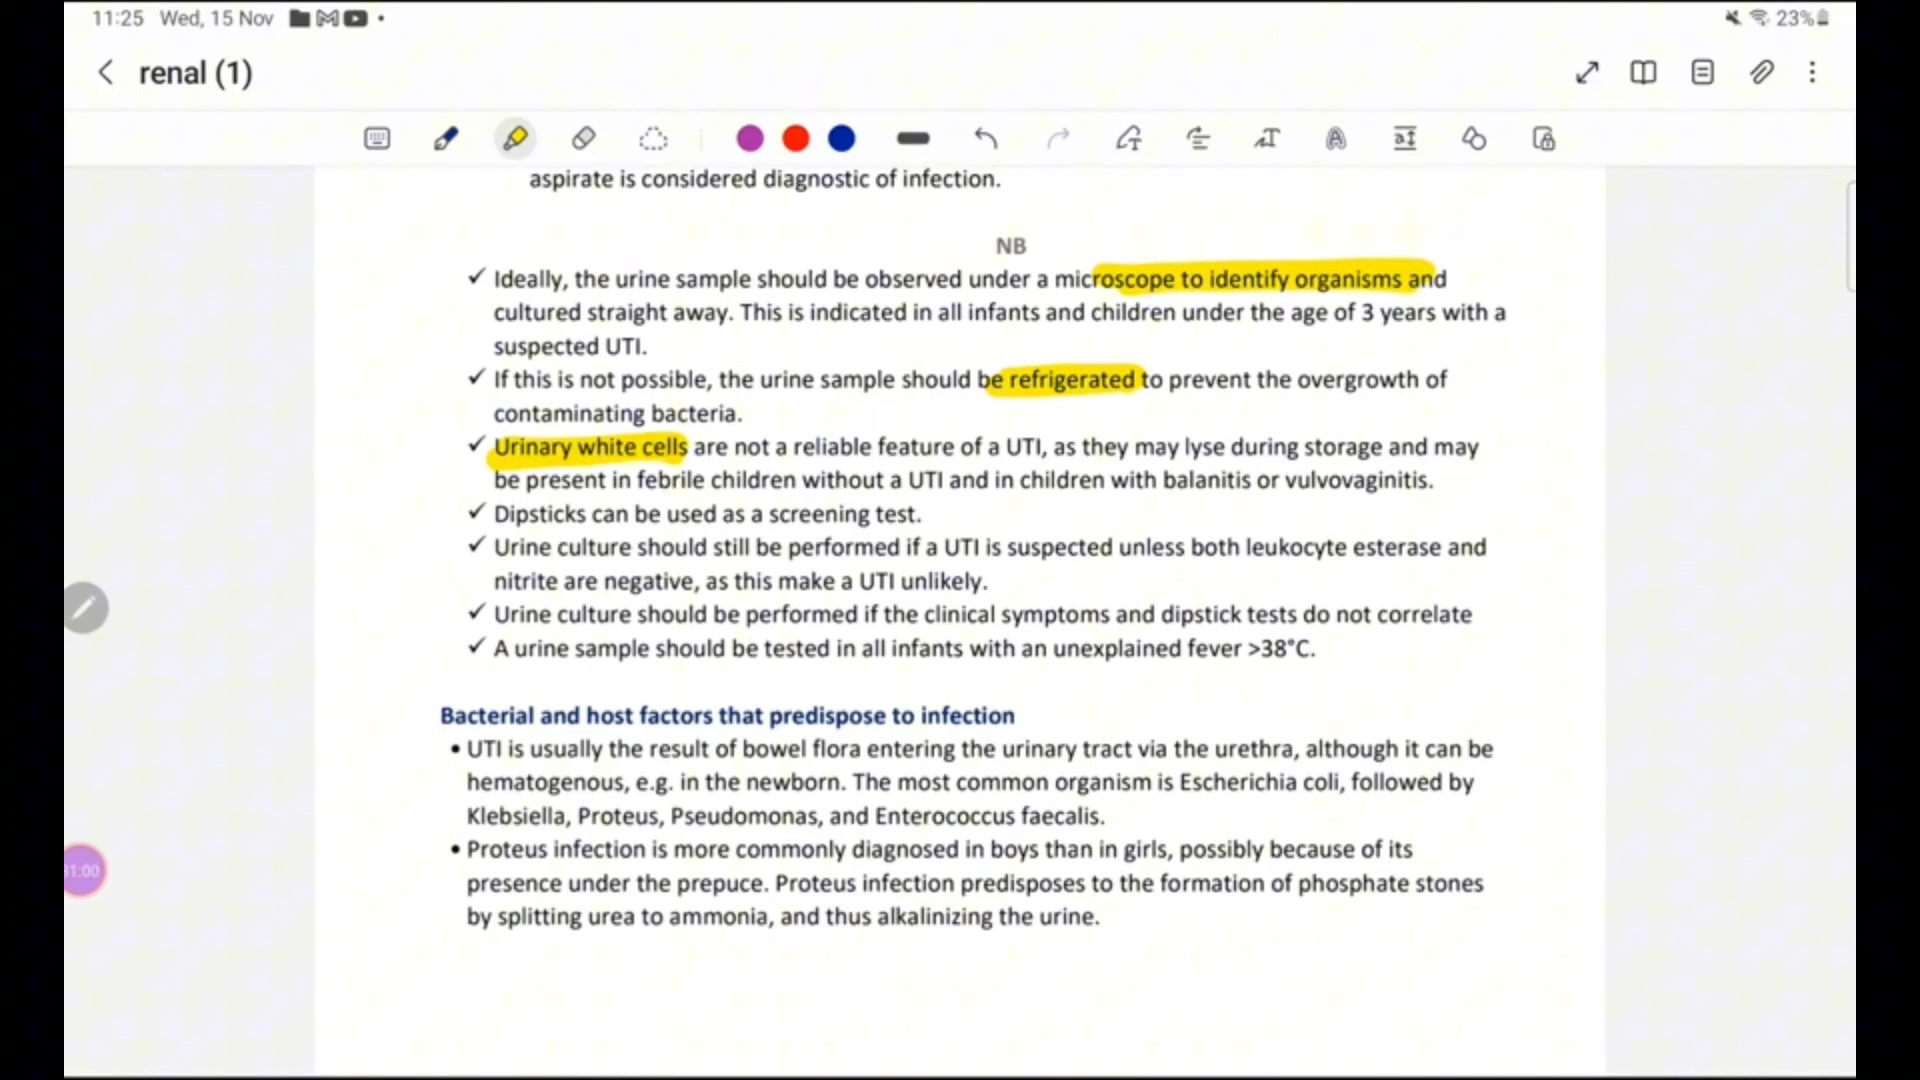 11:25 Wed, 15 Nov
23%
renal (1)
aspirate is considered diagnostic of infection.
NB
✓ Ideally, the urine sample should be observed under a microscope to identify organisms and
cultured straight away. This is indicated in all infants and children under the age of 3 years with a
suspected UTI.
✓ If this is not possible, the urine sample should be refrigerated to prevent the overgrowth of
contaminating bacteria.
✓ Urinary white cells are not a reliable feature of a UTI, as they may lyse during storage and may
be present in febrile children without a UTI and in children with balanitis or vulvovaginitis.
✓ Dipsticks can be used as a screening test.
✓ Urine culture should still be performed if a UTI is suspected unless both leukocyte esterase and
nitrite are negative, as this make a UTI unlikely.
✓ Urine culture should be performed if the clinical symptoms and dipstick tests do not correlate
✓ A urine sample should be tested in all infants with an unexplained fever >38°C.
Bacterial and host factors that predispose to infection
• UTI is usually the result of bowel flora entering the urinary tract via the urethra, although it can be
hematogenous, e.g. in the newborn. The most common organism is Escherichia coli, followed by
Klebsiella, Proteus, Pseudomonas, and Enterococcus faecalis.
• Proteus infection is more commonly diagnosed in boys than in girls, possibly because of its
presence under the prepuce. Proteus infection predisposes to the formation of phosphate stones
by splitting urea to ammonia, and thus alkalinizing the urine.